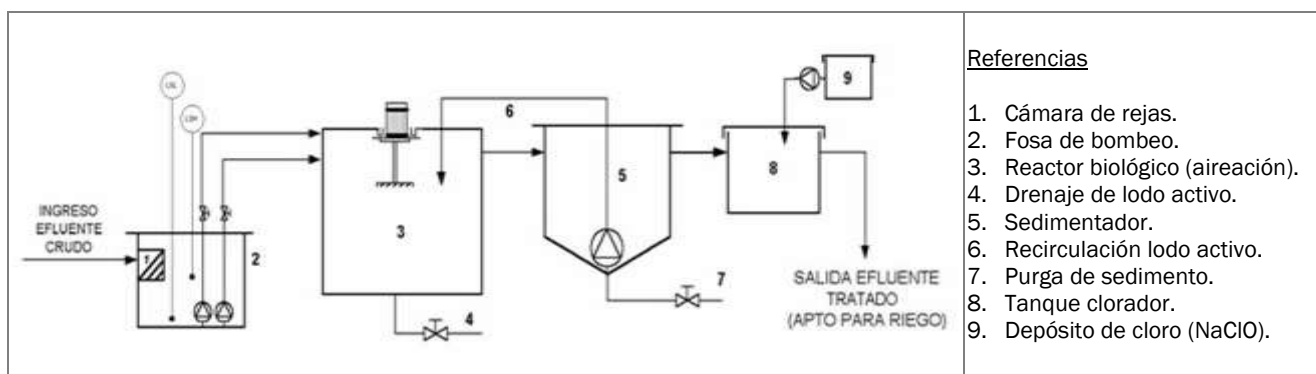 INGRESO
EFLUENTE
CRUDO
1
2
3
4
5
6
7
8
9
SALIDA EFLUENTE
TRATADO
(APTO PARA RIEGO)
Referencias
1. Cámara de rejas.
2. Fosa de bombeo.
3. Reactor biológico (aireación).
4. Drenaje de lodo activo.
5. Sedimentador.
6. Recirculación lodo activo.
7. Purga de sedimento.
8. Tanque clorador.
9. Depósito de cloro (NaClO).